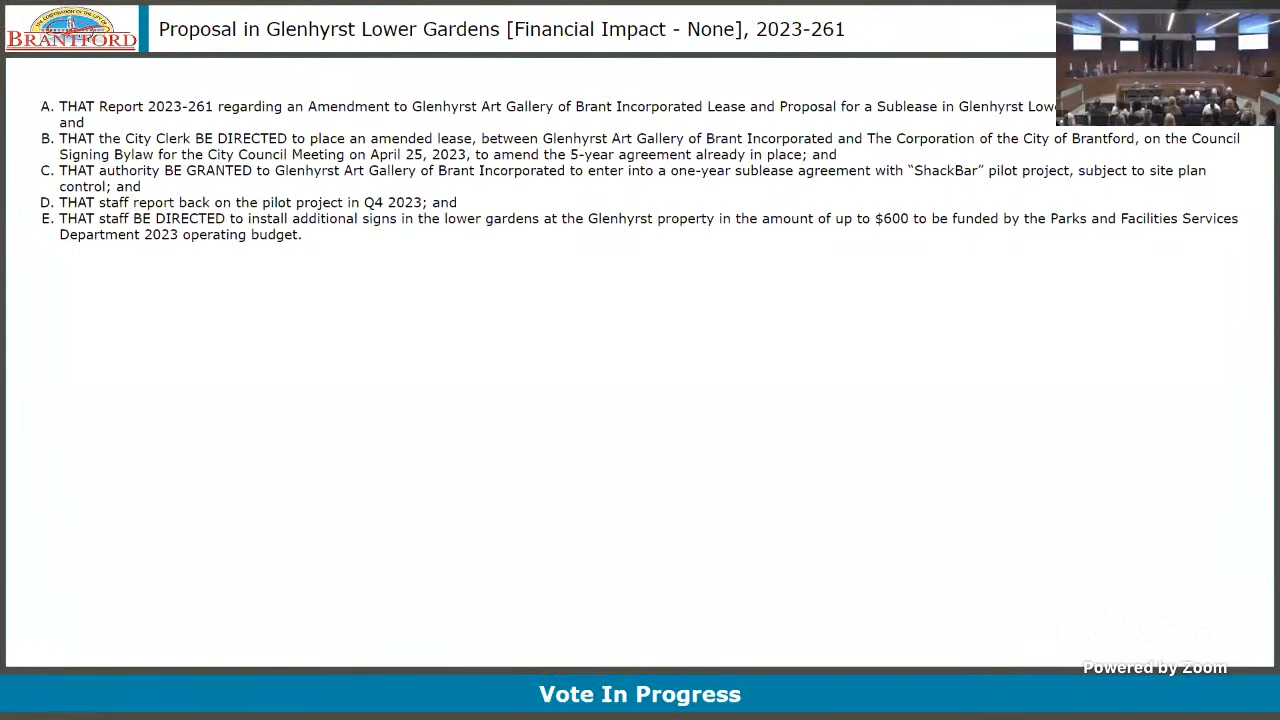 THE CORPORATION OF THE CITY OF
BRANTFORD
Proposal in Glenhyrst Lower Gardens [Financial Impact - None], 2023-261
A. THAT Report 2023-261 regarding an Amendment to Glenhyrst Art Gallery of Brant Incorporated Lease and Proposal for a Sublease in Glenhyrst
and
B. THAT the City Clerk BE DIRECTED to place an amended lease, between Glenhyrst Art Gallery of Brant Incorporated and The Corporation of the City of Brantford, on the Council
Signing Bylaw for the City Council Meeting on April 25, 2023, to amend the 5-year agreement already in place; and
C. THAT authority BE GRANTED to Glenhyrst Art Gallery of Brant Incorporated to enter into a one-year sublease agreement with “ShackBar” pilot project, subject to site plan
control; and
D. THAT staff report back on the pilot project in Q4 2023; and
E. THAT staff BE DIRECTED to install additional signs in the lower gardens at the Glenhyrst property in the amount of up to $600 to be funded by the Parks and Facilities Services
Department 2023 operating budget.
Powered by Zoom
Vote In Progress